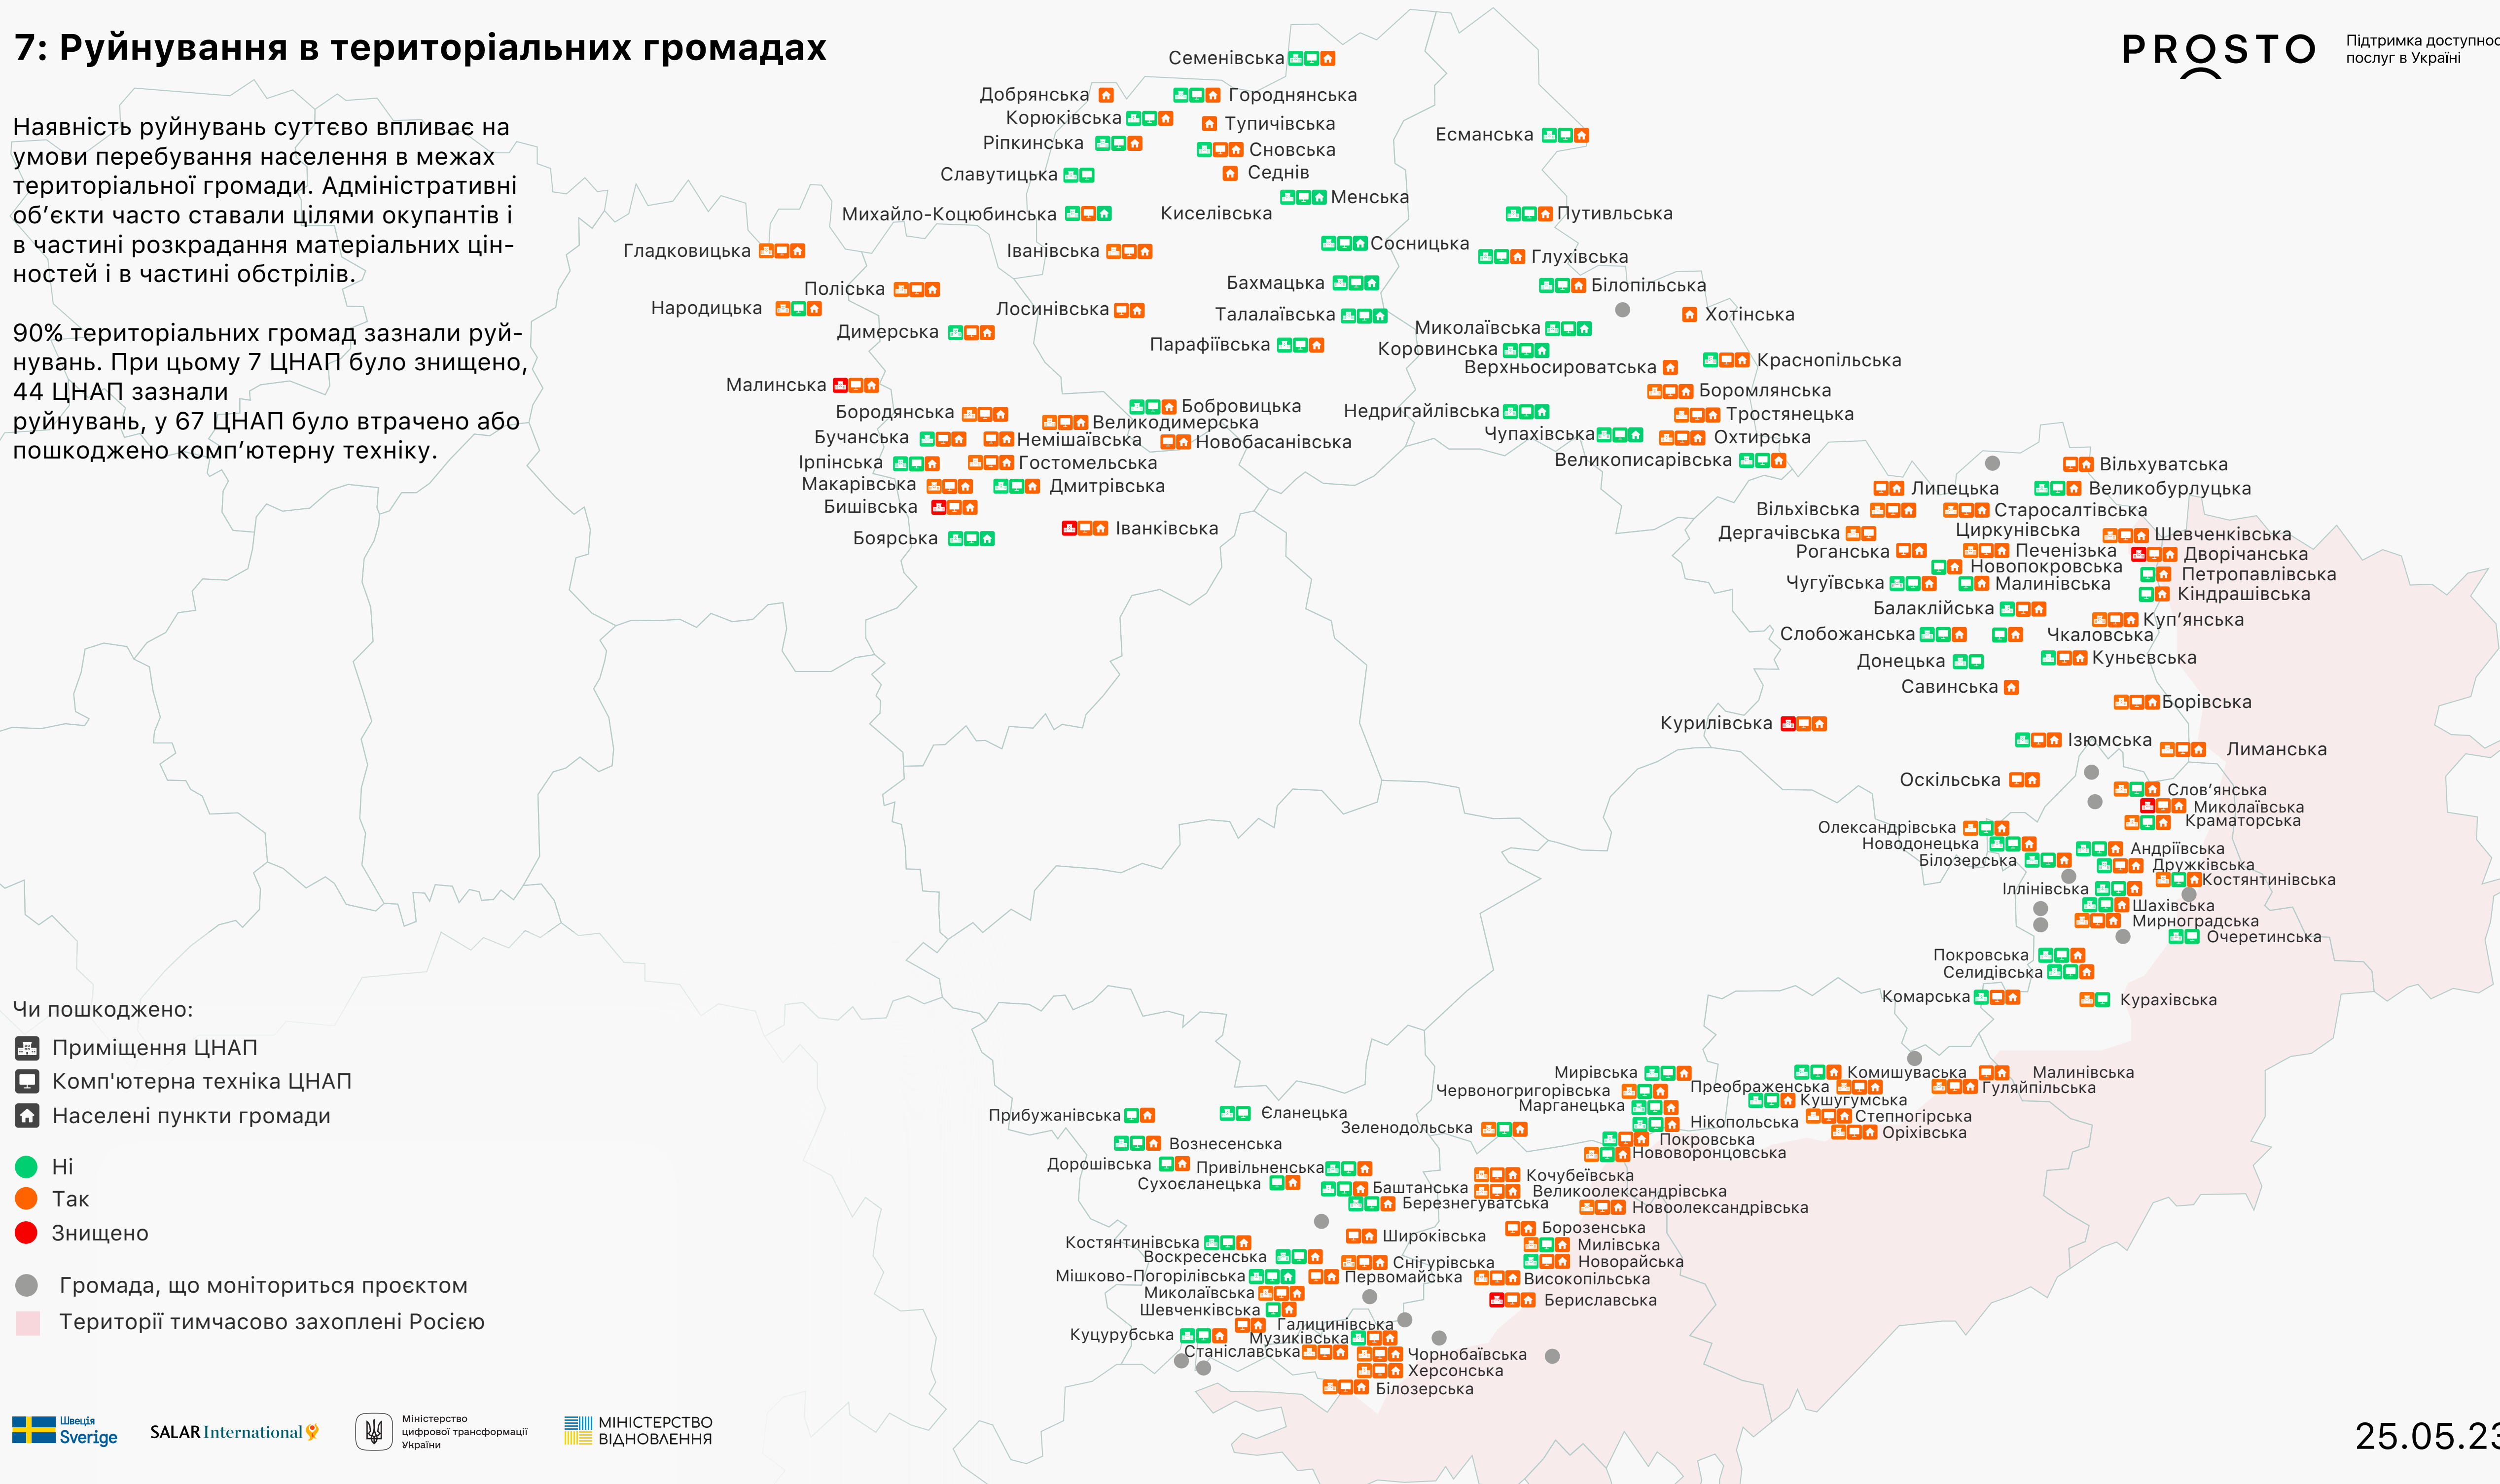 7: Руйнування в територіальних громадах
PROSTO
Підтримка доступнос
послуг в Україні
Наявність руйнувань суттєво впливає на
умови перебування населення в межах
територіальної громади. Адміністративні
об’єкти часто ставали цілями окупантів і
в частині розкрадання матеріальних цін-
ностей і в частині обстрілів.
90% територіальних громад зазнали руй-
нувань. При цьому 7 ЦНАП було знищено,
44 ЦНАП зазнали
руйнувань, у 67 ЦНАП було втрачено або
пошкоджено комп’ютерну техніку.
Семенівська
Добрянська
Городнянська
Корюківська
Тупичівська
Есманська
Ріпкинська
Сновська
Славутицька
Седнів
Менська
Михайло-Коцюбинська
Киселівська
Путивльська
Гладковицька
Іванівська
Сосницька
Глухівська
Поліська
Бахмацька
Білопільська
Народицька
Лосинівська
Талалаївська
Хотінська
Димерська
Миколаївська
Парафіївська
Коровинська
Верхньосироватська
Краснопільська
Малинська
Боромлянська
Бородянська
Бобровицька
Недригайлівська
Тростянецька
Великодимерська
Бучанська
Немішаївська
Новобасанівська
Чупахівська
Охтирська
Ірпінська
Гостомельська
Великописарівська
Вільхуватська
Макарівська
Дмитрівська
Липецька
Великобурлуцька
Бишівська
Вільхівська
Старосалтівська
Іванківська
Дергачівська
Циркунівська
Шевченківська
Боярська
Роганська
Печенізька
Дворічанська
Новопокровська
Петропавлівська
Чугуївська
Малинівська
Кіндрашівська
Балаклійська
Куп’янська
Слобожанська
Чкаловська
Донецька
Куньєвська
Савинська
Борівська
Курилівська
Ізюмська
Лиманська
Оскільська
Слов’янська
Миколаївська
Краматорська
Олександрівська
Новодонецька
Андріївська
Білозерська
Дружківська
Костянтинівська
Іллінівська
Шахівська
Мирноградська
Очеретинська
Покровська
Селидівська
Комарська
Курахівська
Чи пошкоджено:
Приміщення ЦНАП
Комп'ютерна техніка ЦНАП
Населені пункти громади
Ні
Так
Знищено
Громада, що моніториться проєктом
Території тимчасово захоплені Росією
Мирівська
Комишуваська
Малинівська
Червоногригорівська
Преображенська
Гуляйпільська
Марганецька
Кушугумська
Прибужанівська
Єланецька
Нікопольська
Степногірська
Зеленодольська
Покровська
Оріхівська
Вознесенська
Нововоронцовська
Дорошівська
Привільненська
Кочубеївська
Сухоєланецька
Баштанська
Великоолександрівська
Березнегуватська
Новоолександрівська
Борозенська
Широківська
Костянтинівська
Милівська
Воскресенська
Снігурівська
Новорайська
Мішково-Погорілівська
Первомайська
Високопільська
Миколаївська
Бериславська
Шевченківська
Галицинівська
Куцурубська
Музиківська
Станіславська
Чорнобаївська
Херсонська
Білозерська
Швеція
Sverige
SALAR International
Міністерство
цифрової трансформації
України
МІНІСТЕРСТВО
ВІДНОВЛЕННЯ
25.05.23